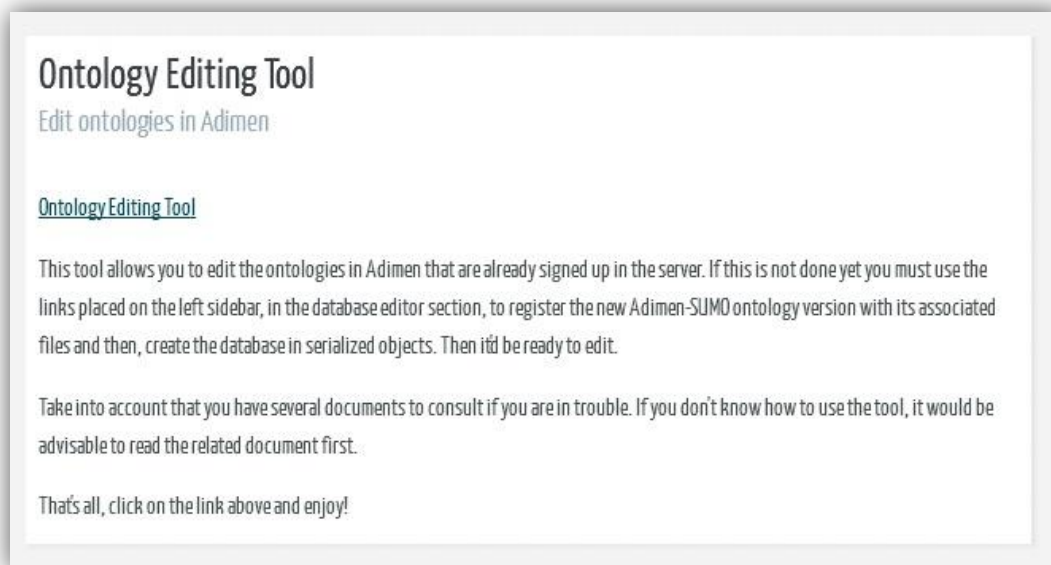 Ontology Editing Tool
Edit ontologies in Adimen
Ontology Editing Tool
This tool allows you to edit the ontologies in Adimen that are already signed up in the server. If this is not done yet you must use the
links placed on the left sidebar, in the database editor section, to register the new Adimen-SUMO ontology version with its associated
files and then, create the database in serialized objects. Then it'd be ready to edit.
Take into account that you have several documents to consult if you are in trouble. If you don't know how to use the tool, it would be
advisable to read the related document first.
That's all, click on the link above and enjoy!